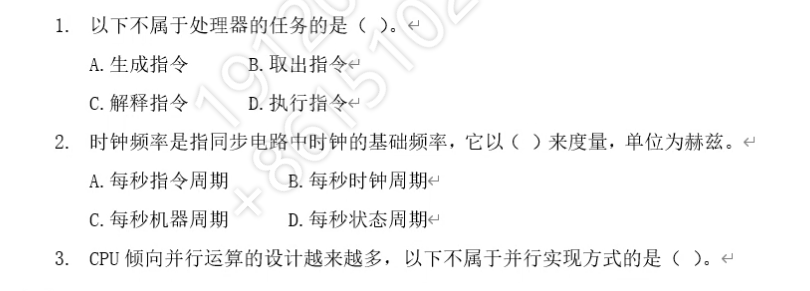 1. 以下不属于处理器的任务的是（ ）。
A.生成指令 B.取出指令
C.解释指令 D.执行指令
2. 时钟频率是指同步电路中时钟的基础频率，它以（ ）来度量，单位为赫兹。
A.每秒指令周期 B.每秒时钟周期
C.每秒机器周期 D.每秒状态周期
3. CPU 倾向并行运算的设计越来越多，以下不属于并行实现方式的是（ ）。